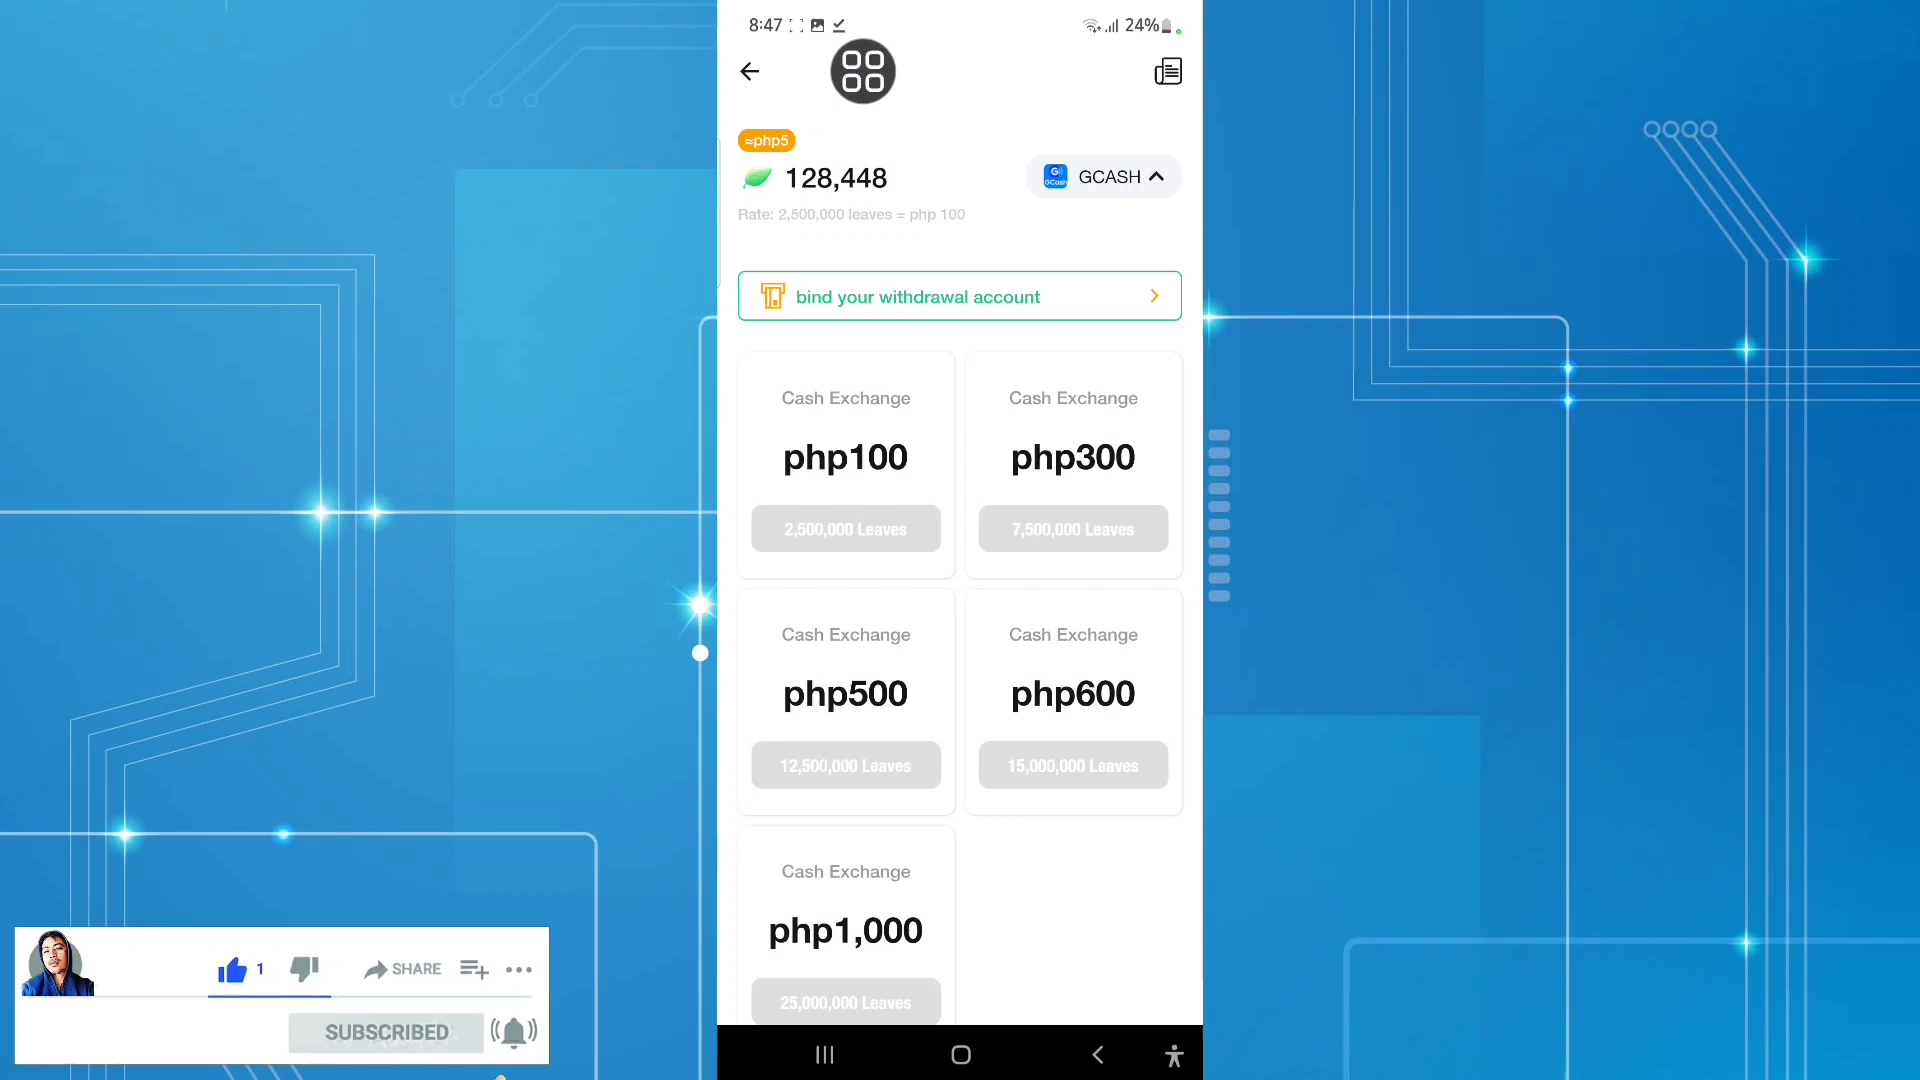 8:47
24%
≈php5
128,448
GCash
GCASH
Rate: 2,500,000 leaves = php 100
bind your withdrawal account
Cash Exchange
php100
2,500,000 Leaves
Cash Exchange
php300
7,500,000 Leaves
Cash Exchange
php500
12,500,000 Leaves
Cash Exchange
php600
15,000,000 Leaves
Cash Exchange
php1,000
25,000,000 Leaves
1
SHARE
SUBSCRIBED